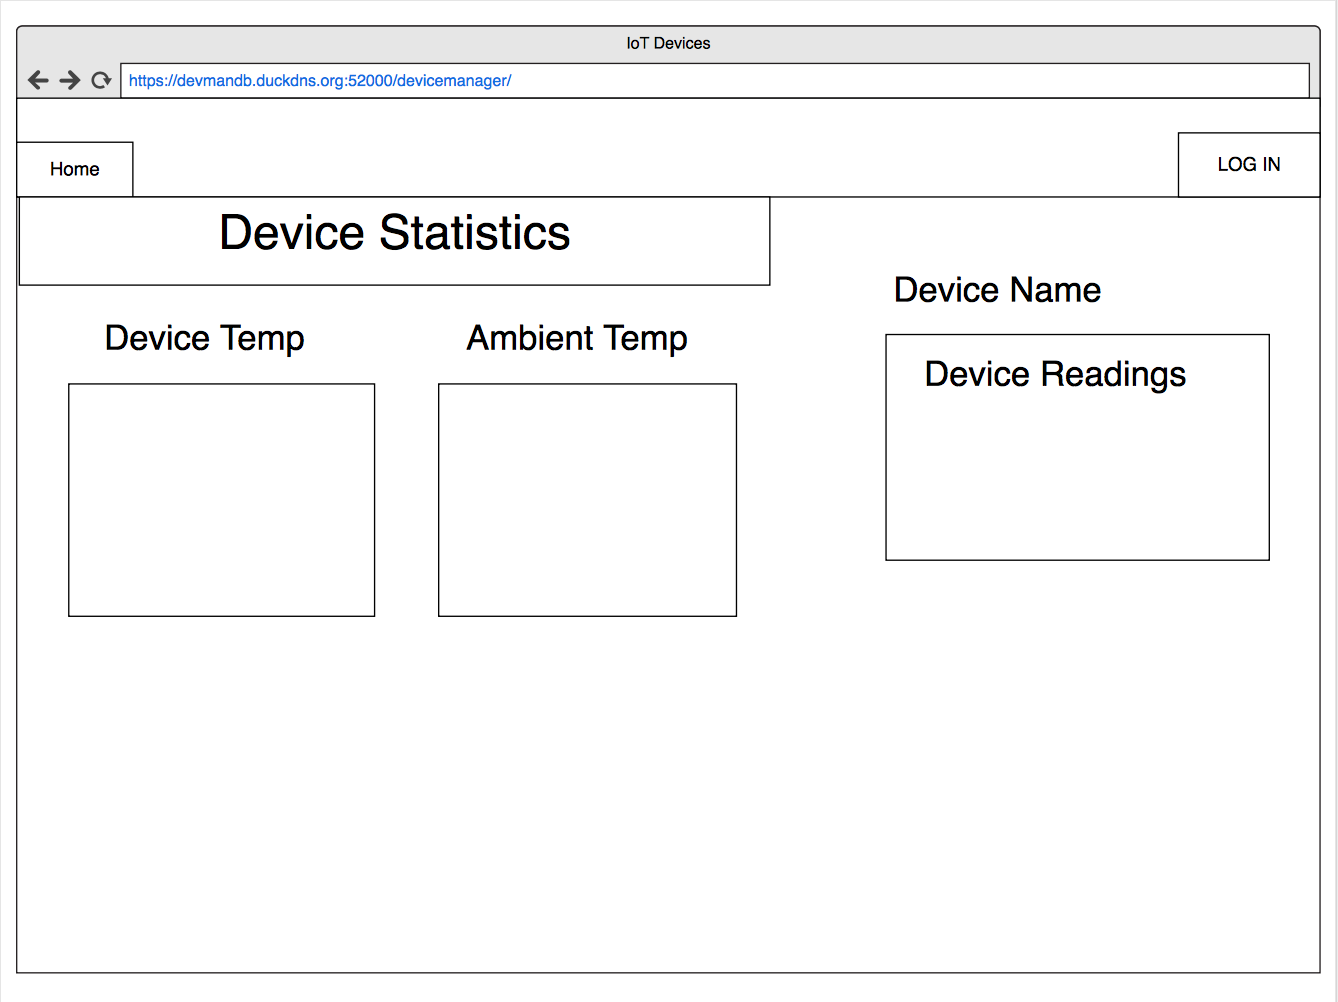 IoT Devices
https://devmandb.duckdns.org:52000/devicemanager/
Home
LOG IN
Device Statistics
Device Name
Device Temp
Ambient Temp
Device Readings